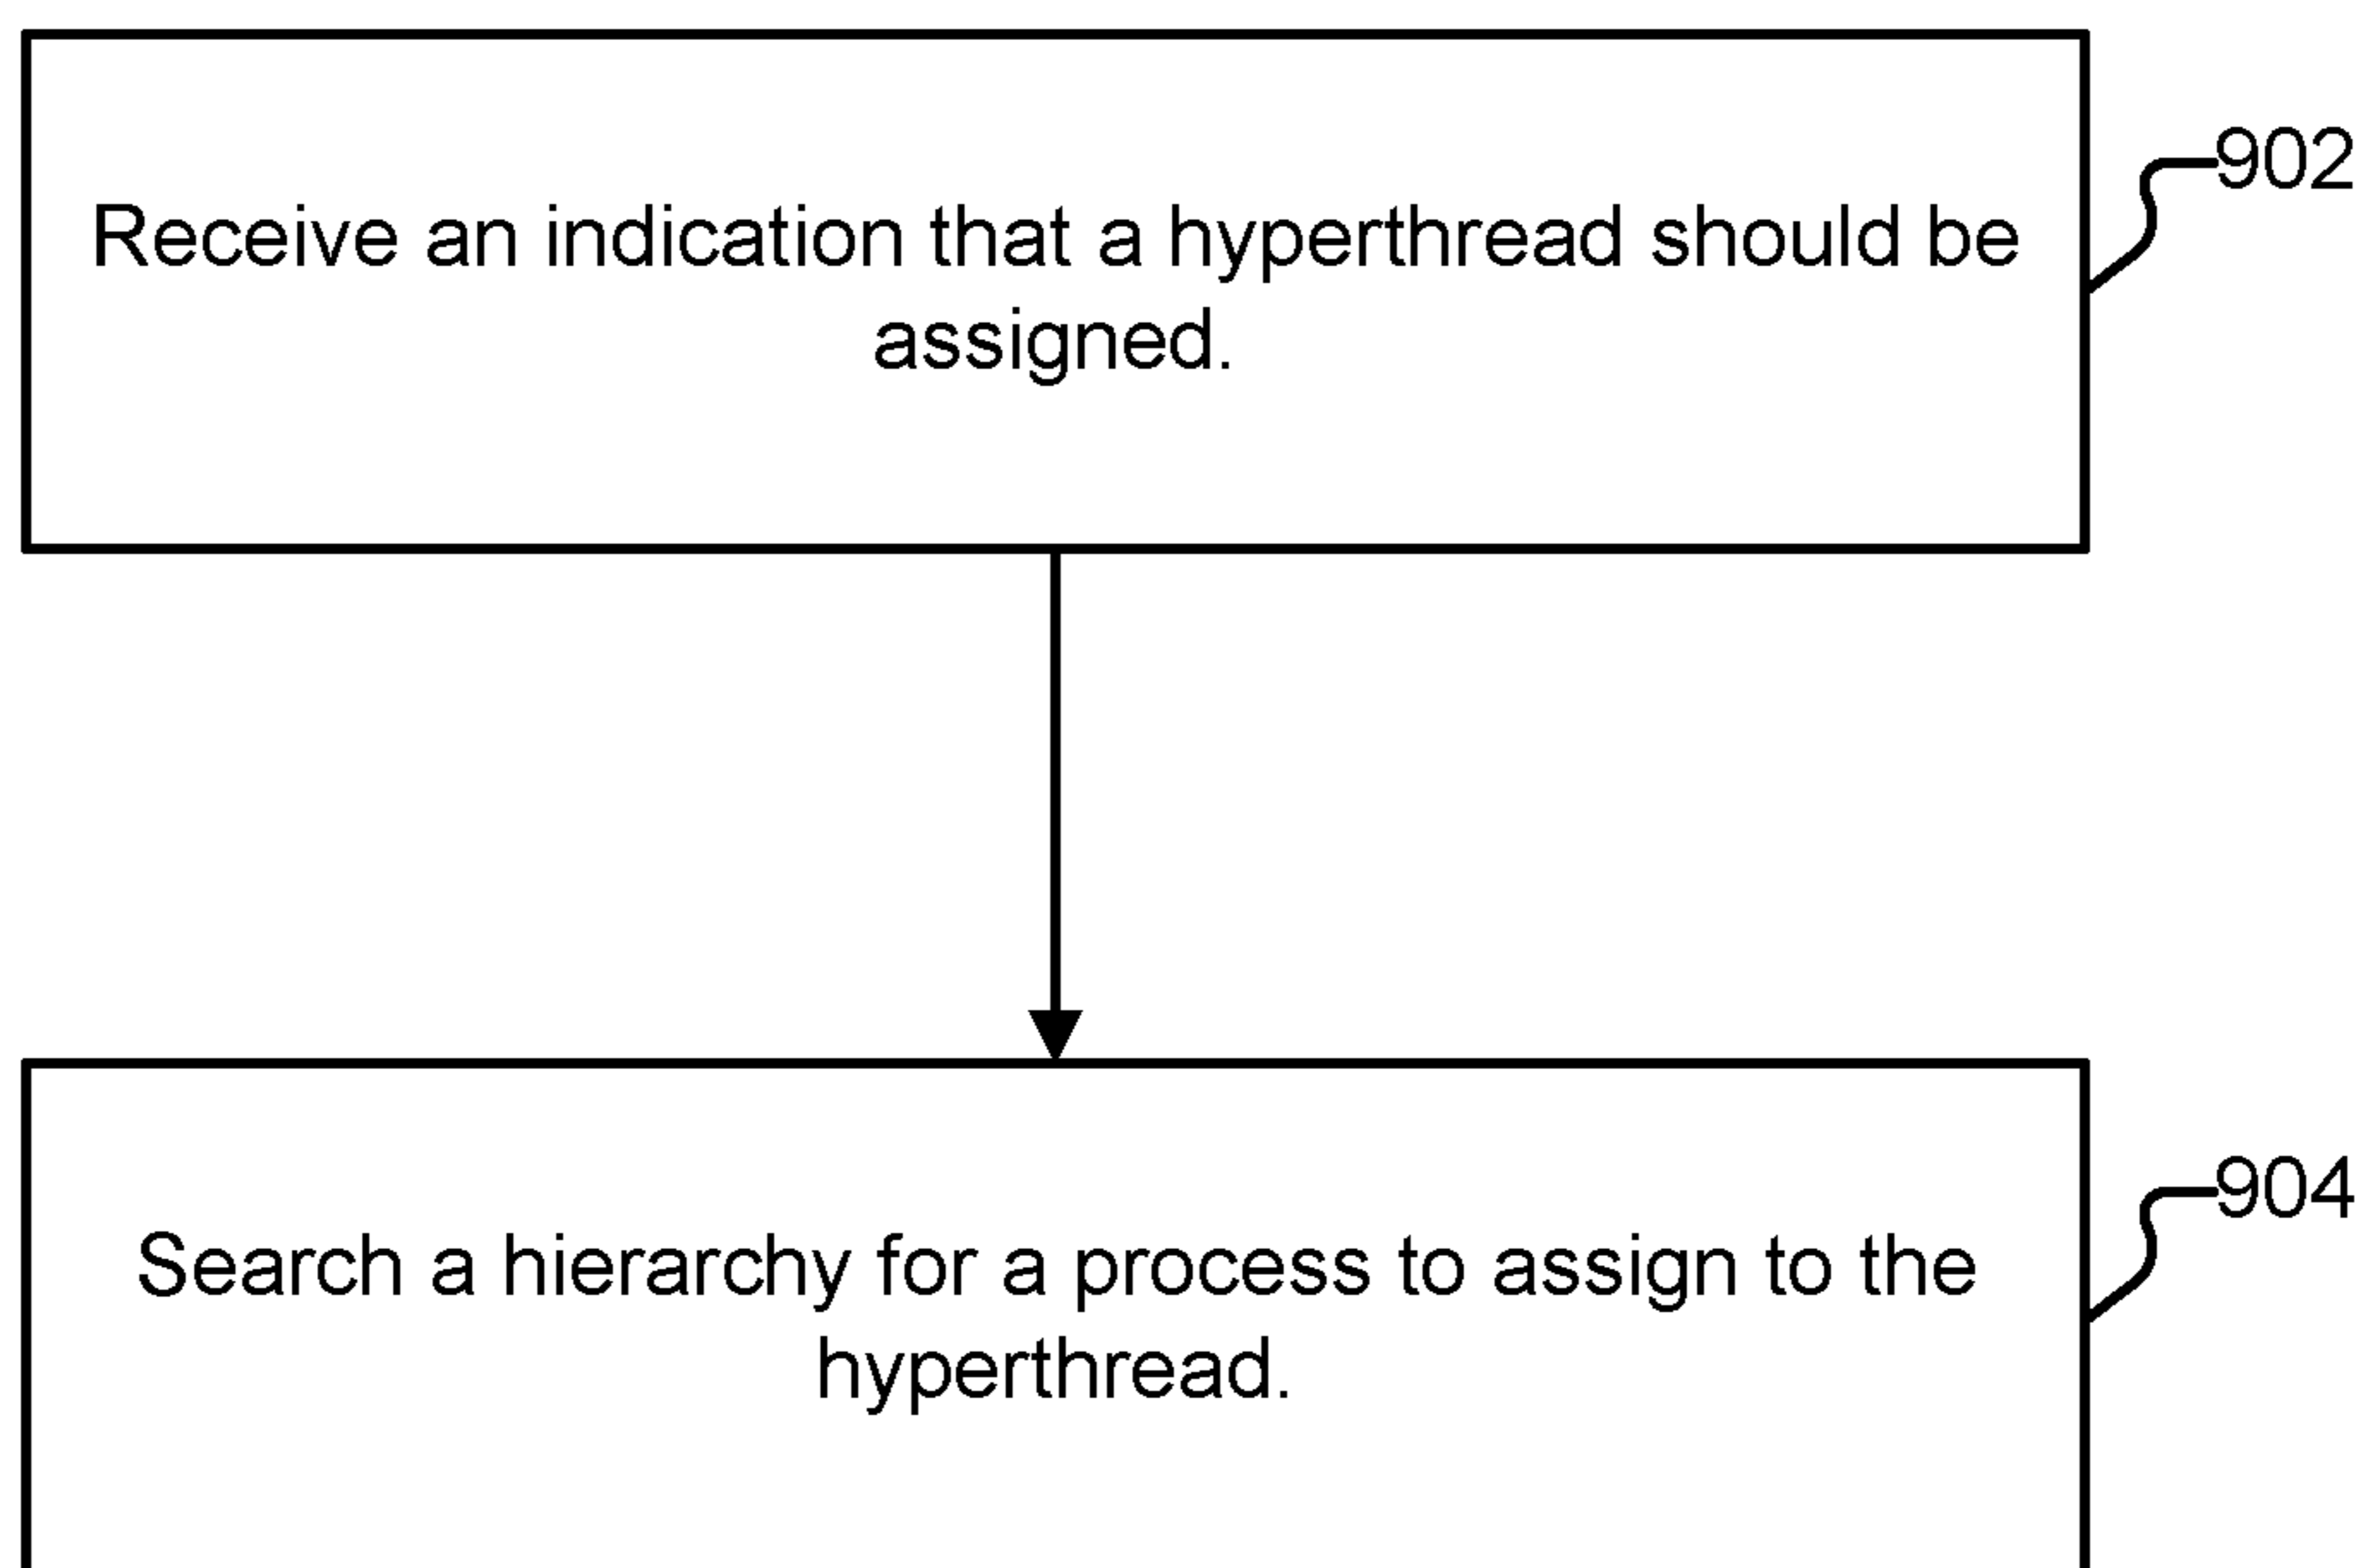 Receive an indication that a hyperthread should be
assigned.
902
Search a hierarchy for a process to assign to the
hyperthread.
904